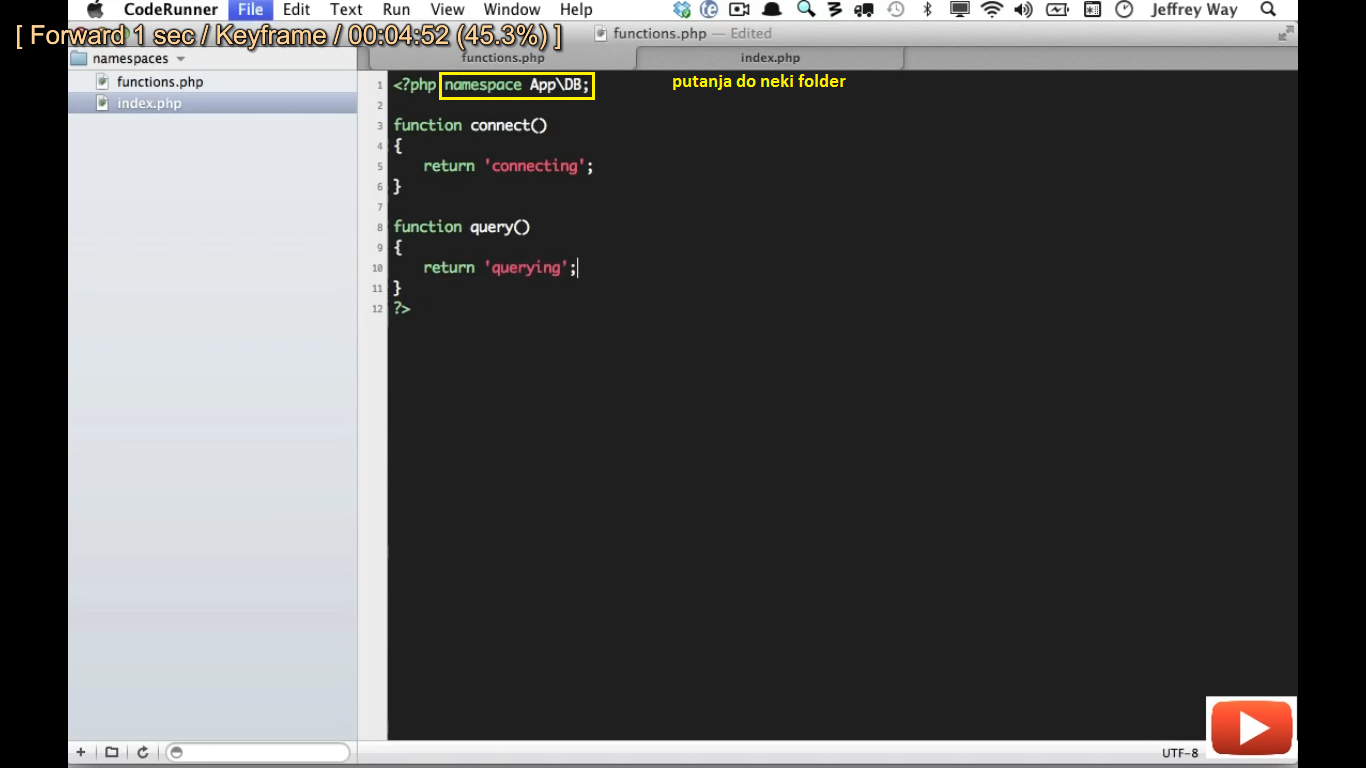 CodeRunner File Edit Text Run View Window Help Jeffrey Way
[ Forward 1 sec / Keyframe / 00:04:52 (45.3%) ]
functions.php — Edited
namespaces
functions.php index.php
functions.php
index.php
putanja do neki folder
1 <?php namespace App\DB;
2
3 function connect()
4 {
5 return 'connecting';
6 }
7
8 function query()
9 {
10 return 'querying';
11 }
12 ?>
UTF-8